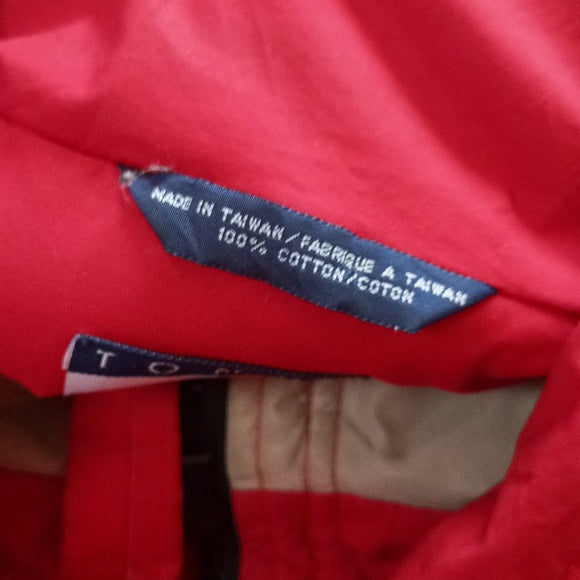 MADE IN TAIWAN/FABRIQUE A TAIWAN
100% COTTON/COTON
T O